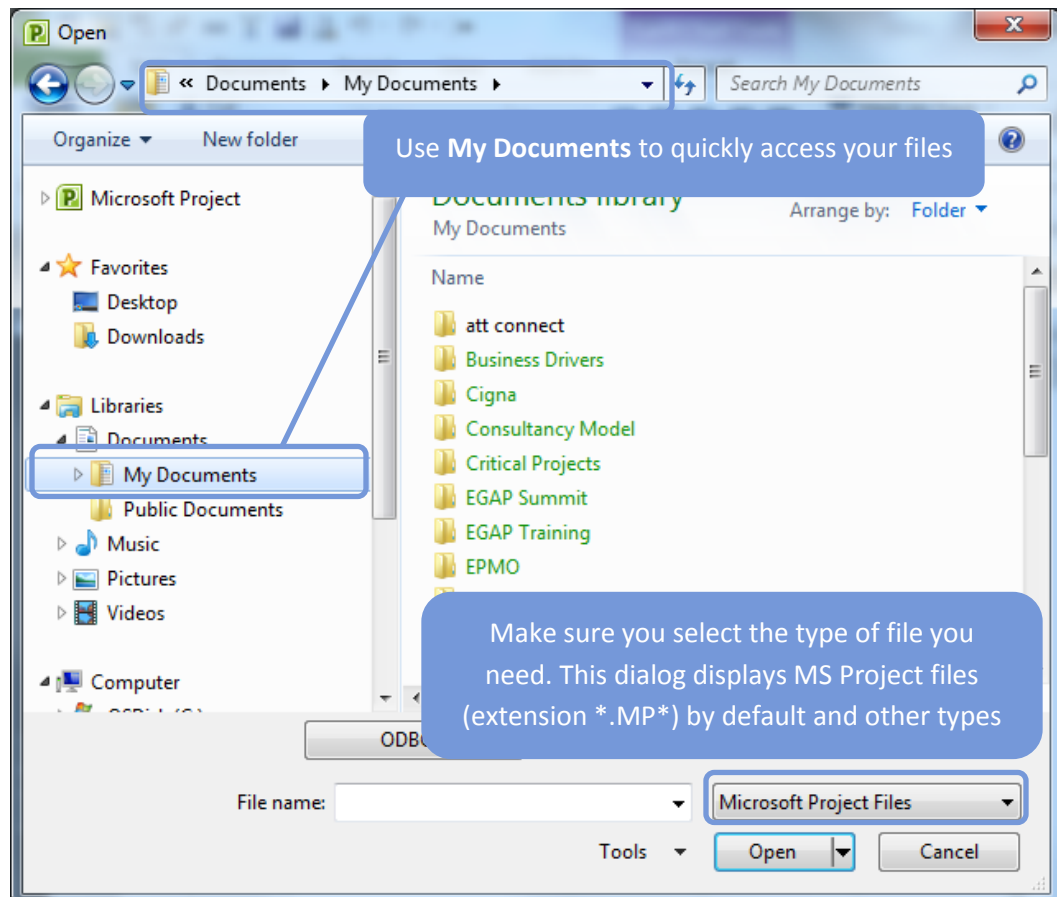 Open
« Documents My Documents
Search My Documents
Organize New folder
Use My Documents to quickly access your files
Microsoft Project
Favorites
Desktop
Downloads
Libraries
Documents
My Documents
Public Documents
Music
Pictures
Videos
Computer
Documents library
My Documents
Arrange by: Folder
Name
att connect
Business Drivers
Cigna
Consultancy Model
Critical Projects
EGAP Summit
EGAP Training
EPMO
Make sure you select the type of file you
need. This dialog displays MS Project files
(extension *.MP*) by default and other types
File name:
Microsoft Project Files
Tools Open Cancel